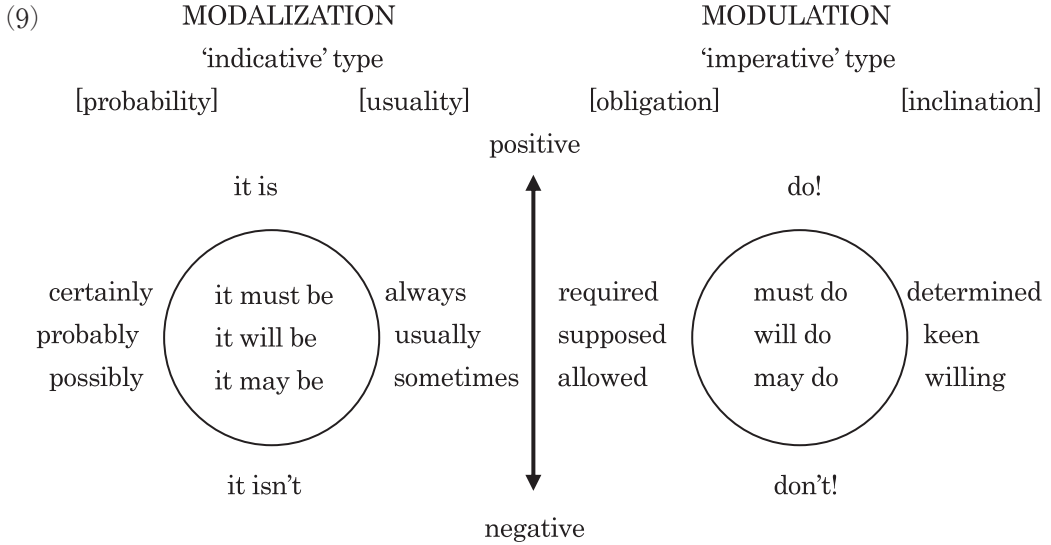 (9) MODALIZATION MODULATION
‘indicative’ type ‘imperative’ type
[probability] [usuality] [obligation] [inclination]
positive
it is do!
certainly it must be always required must do determined
probably it will be usually supposed will do keen
possibly it may be sometimes allowed may do willing
it isn’t don’t!
negative